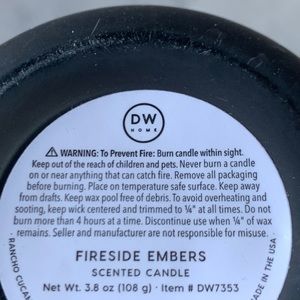 DW
HOME
⚠ WARNING: To Prevent Fire: Burn candle within sight.
Keep out of the reach of children and pets. Never burn a candle
on or near anything that can catch fire. Remove all packaging
before burning. Place on temperature safe surface. Keep away
from drafts. Keep wax pool free of debris. To avoid overheating and
sooting, keep wick centered and trimmed to ¼" at all times. Do not
burn more than 4 hours at a time. Discontinue use when ¼" of wax
remains. Seller and manufacturer are not responsible for misuse.
FIRESIDE EMBERS
SCENTED CANDLE
Net Wt. 3.8 oz (108 g) • Item # DW7353
• RANCHO CUCAM
MADE IN THE USA •